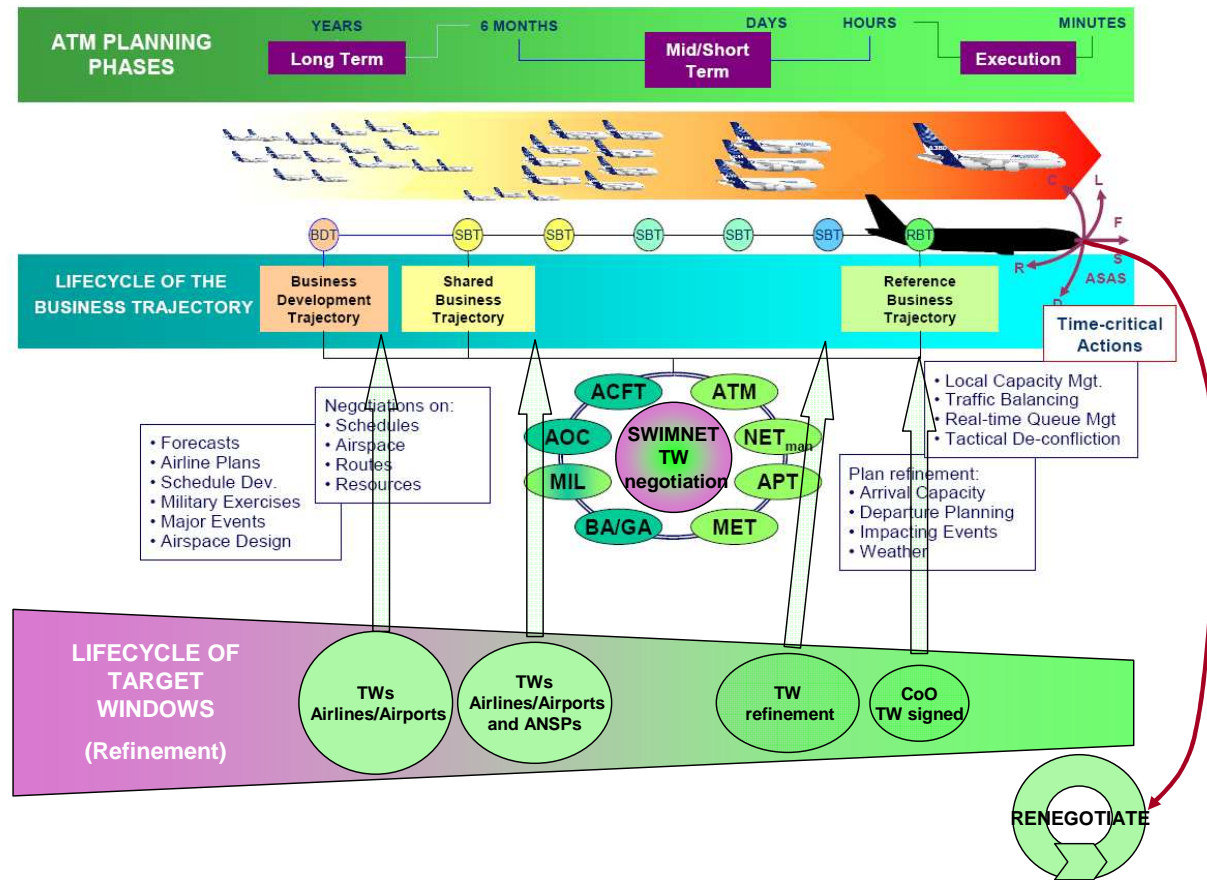 ATM PLANNING
PHASES
YEARS
Long Term
6 MONTHS
Mid/Short
Term
DAYS
HOURS
Execution
MINUTES
A380
C
L
F
S
R
D
ASAS
BDT
SBT
SBT
SBT
SBT
SBT
RBT
LIFECYCLE OF THE
BUSINESS TRAJECTORY
Business
Development
Trajectory
Shared
Business
Trajectory
Reference
Business
Trajectory
Time-critical
Actions
• Local Capacity Mgt.
• Traffic Balancing
• Real-time Queue Mgt
• Tactical De-confliction
• Forecasts
• Airline Plans
• Schedule Dev.
• Military Exercises
• Major Events
• Airspace Design
Negotiations on:
• Schedules
• Airspace
• Routes
• Resources
ACFT
ATM
AOC
NETman
MIL
APT
BA/GA
MET
SWIMNET
TW
negotiation
Plan refinement:
• Arrival Capacity
• Departure Planning
• Impacting Events
• Weather
LIFECYCLE OF
TARGET
WINDOWS
(Refinement)
TWs
Airlines/Airports
TWs
Airlines/Airports
and ANSPs
TW
refinement
CoO
TW signed
RENEGOTIATE